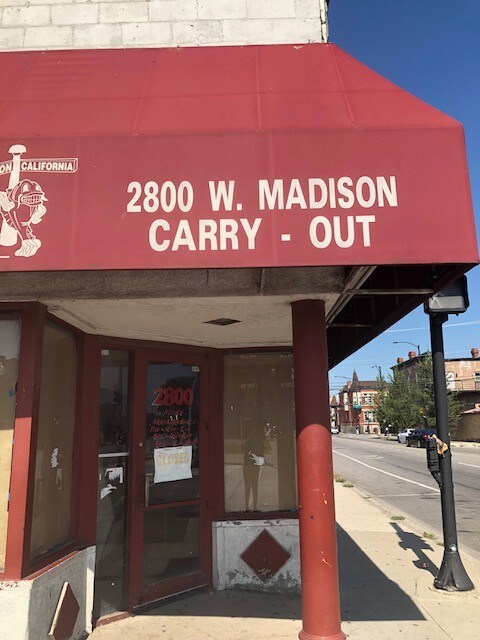 ON CALIFORNIA
2800 W. MADISON
CARRY - OUT
2800
CLOSED